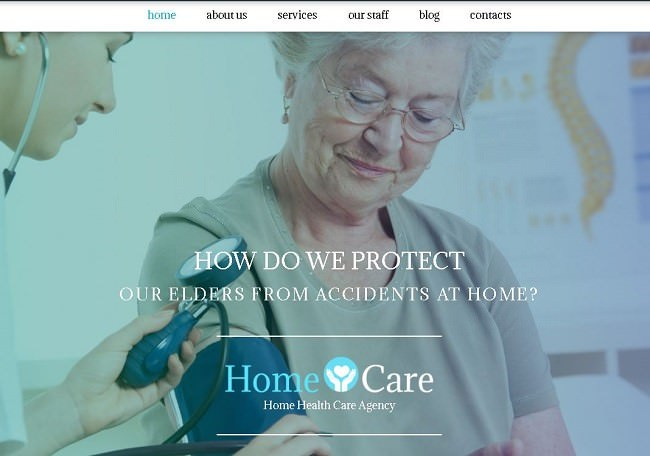 home about us services our staff blog contacts
HOW DO WE PROTECT
OUR ELDERS FROM ACCIDENTS AT HOME?
Home Care
Home Health Care Agency